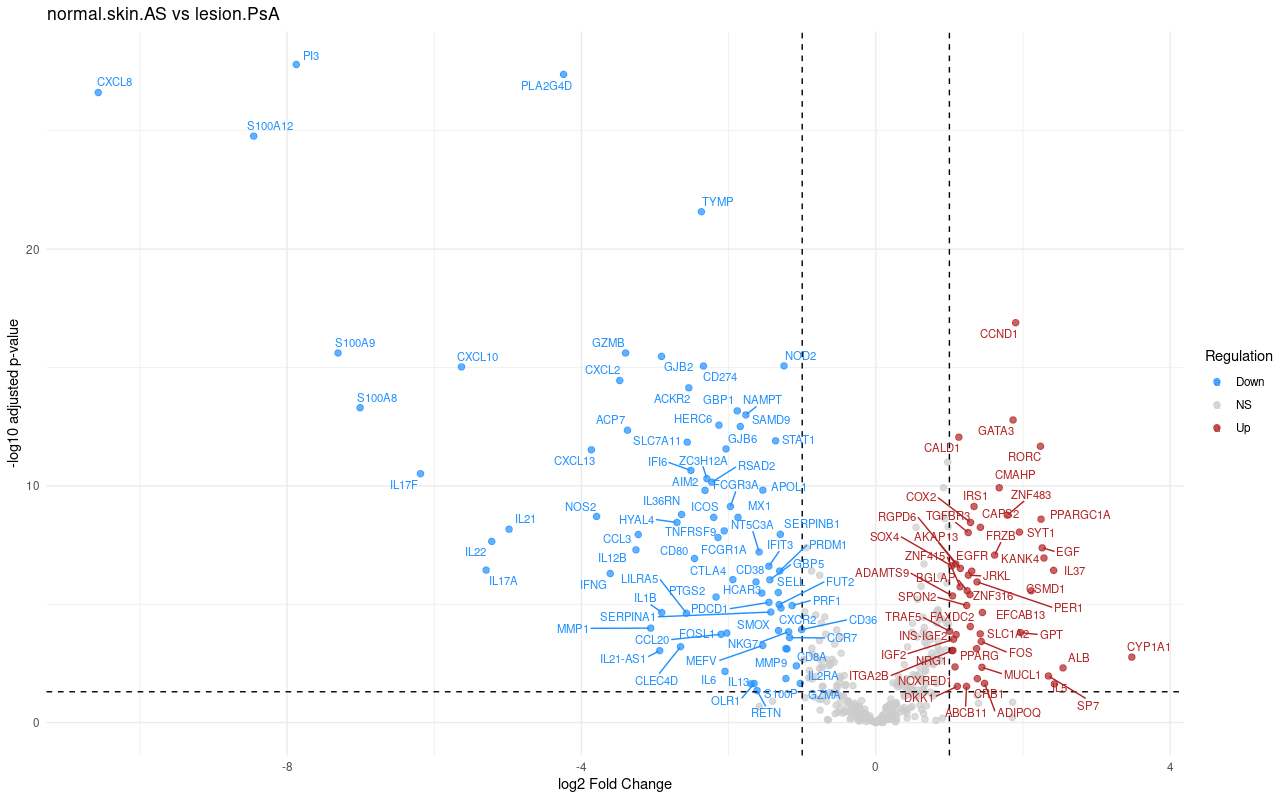 normal.skin.AS vs lesion.PsA
PI3
CXCL8
PLA2G4D
S100A12
TYMP
20
CCND1
S100A9
GZMB
CXCL10
GJB2
NOD2
CXCL2
CD274
S100A8
ACKR2
GBP1
NAMPT
ACP7
HERC6
SAMD9
GATA3
SLC7A11
GJB6
STAT1
CALD1
CXCL13
IFI6
ZC3H12A
RSAD2
RORC
IL17F
AIM2
FCGR3A
APOL1
CMAHP
10
NOS2
IL36RN
ICOS
MX1
COX2
IRS1
ZNF483
IL21
HYAL4
TNFRSF9
NT5C3A
SERPINB1
RGPD6
TGFBR3
CAPS2
PPARGC1A
IL22
CCL3
CD80
FCGR1A
IFIT3
PRDM1
SOX4
AKAP13
FRZB
SYT1
IL12B
ZNF415
EGFR
KANK4
EGF
IL17A
IFNG
LILRA5
CTLA4
CD38
GBP5
ADAMTS9
BGLAP
JRKL
IL37
PTGS2
HCAR3
SELL
FUT2
SPON2
ZNF316
GSMD1
IL1B
PDCD1
PRF1
PER1
SERPINA1
SMOX
CXCR2
CD36
TRAF5
FAXDC2
EFCAB13
MMP1
FOSL1
CCL20
NKG7
CCR7
INS-IGF2
SLC1A2
GPT
IL21-AS1
MEFV
MMP9
CD8A
IGF2
PPARG
FOS
CYP1A1
NRG1
ALB
CLEC4D
IL6
IL13
S100P
IL2RA
ITGA2B
MUCL1
NOXRED1
CRB1
IL5
OLR1
GZMA
DKK1
SP7
RETN
ABCB11
ADIPOQ
0
-8
-4
0
4
log2 Fold Change
-log10 adjusted p-value
Regulation
Down
NS
Up